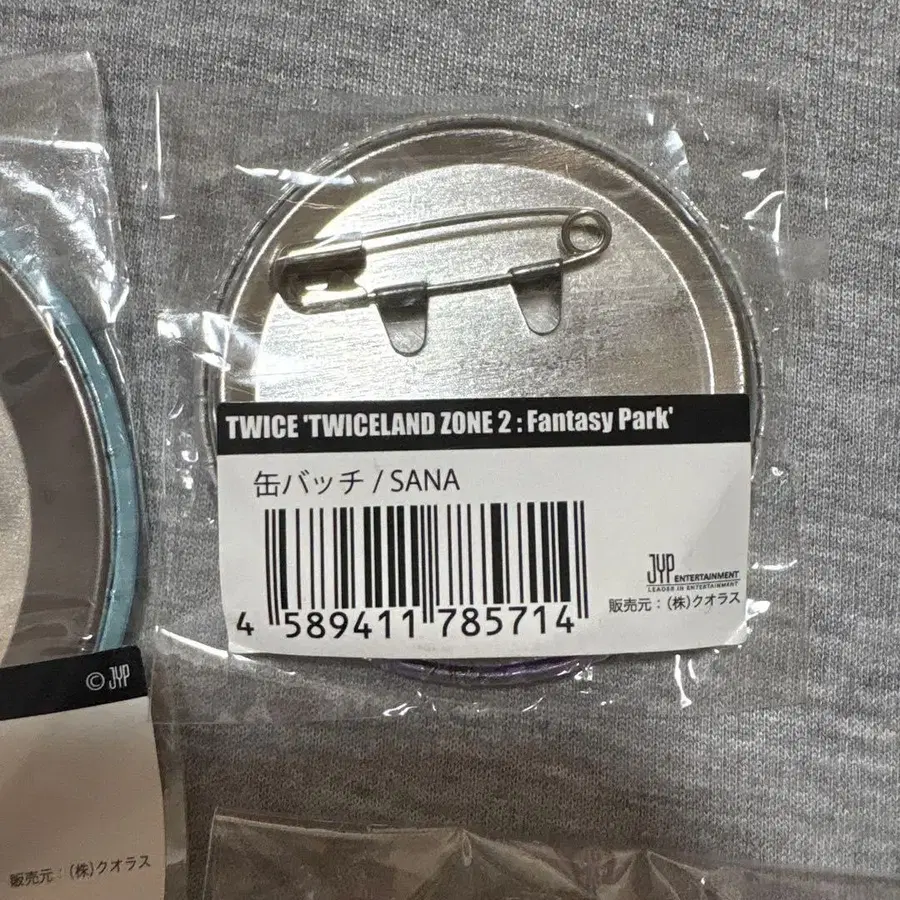 TWICE 'TWICELAND ZONE 2 : Fantasy Park'
缶バッチ / SANA
4 589411 785714
JYP ENTERTAINMENT
LEADER IN ENTERTAINMENT
販売元：(株)クオラス
© JYP
販売元：(株)クオラス